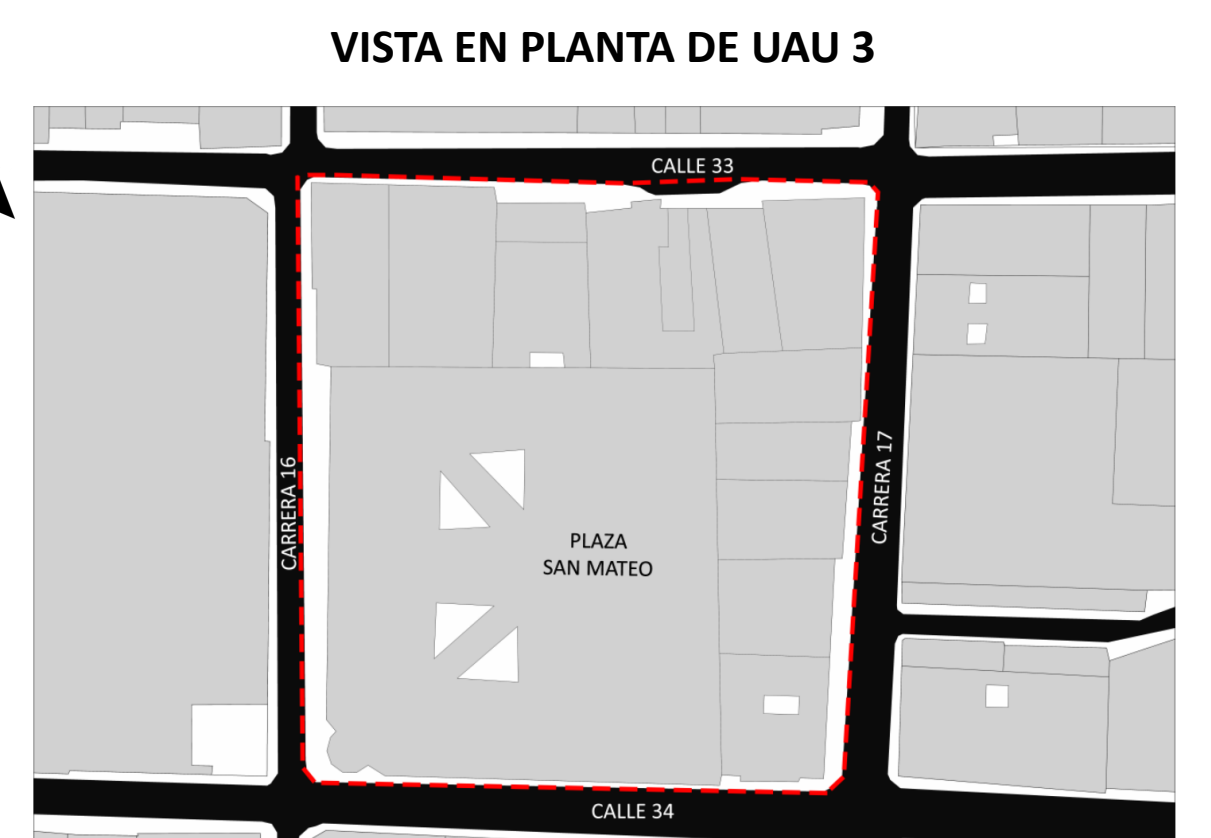 VISTA EN PLANTA DE UAU 3
CALLE 33
CARRERA 16
CARRERA 17
PLAZA
SAN MATEO
CALLE 34